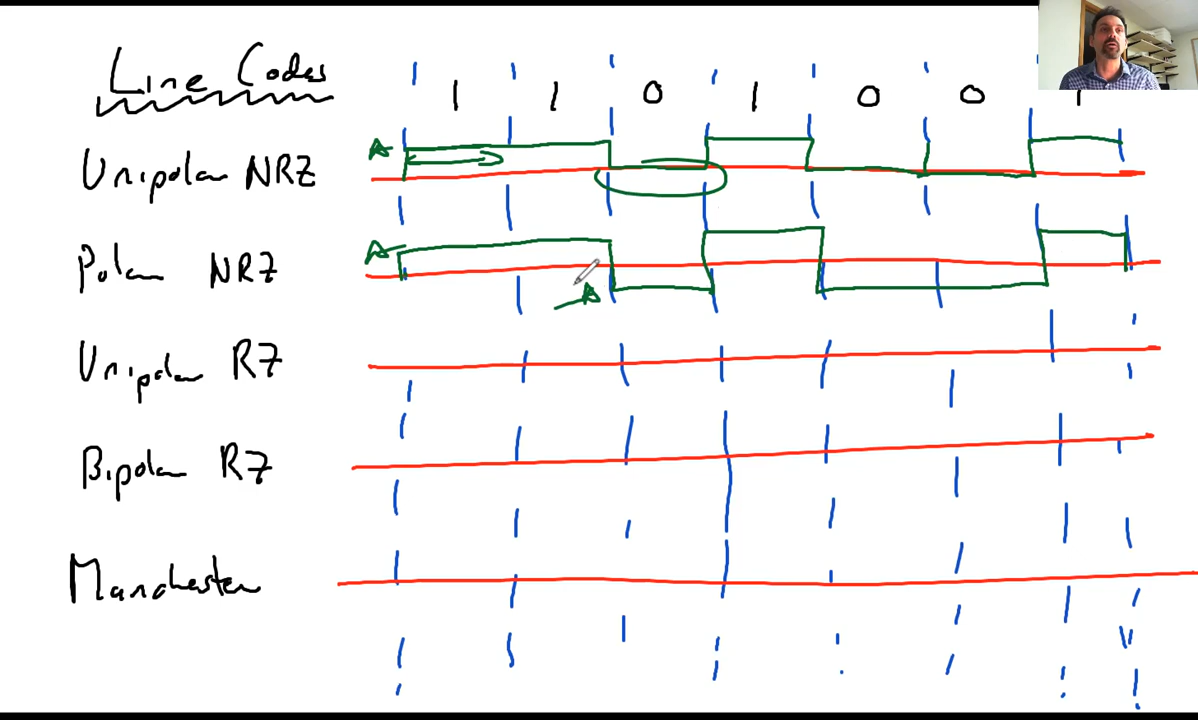 Line Codes
1 1 0 1 0 0 1
Unipolar NRZ
A
Polar NRZ
A
-A
Unipolar RZ
Bipolar RZ
Manchester